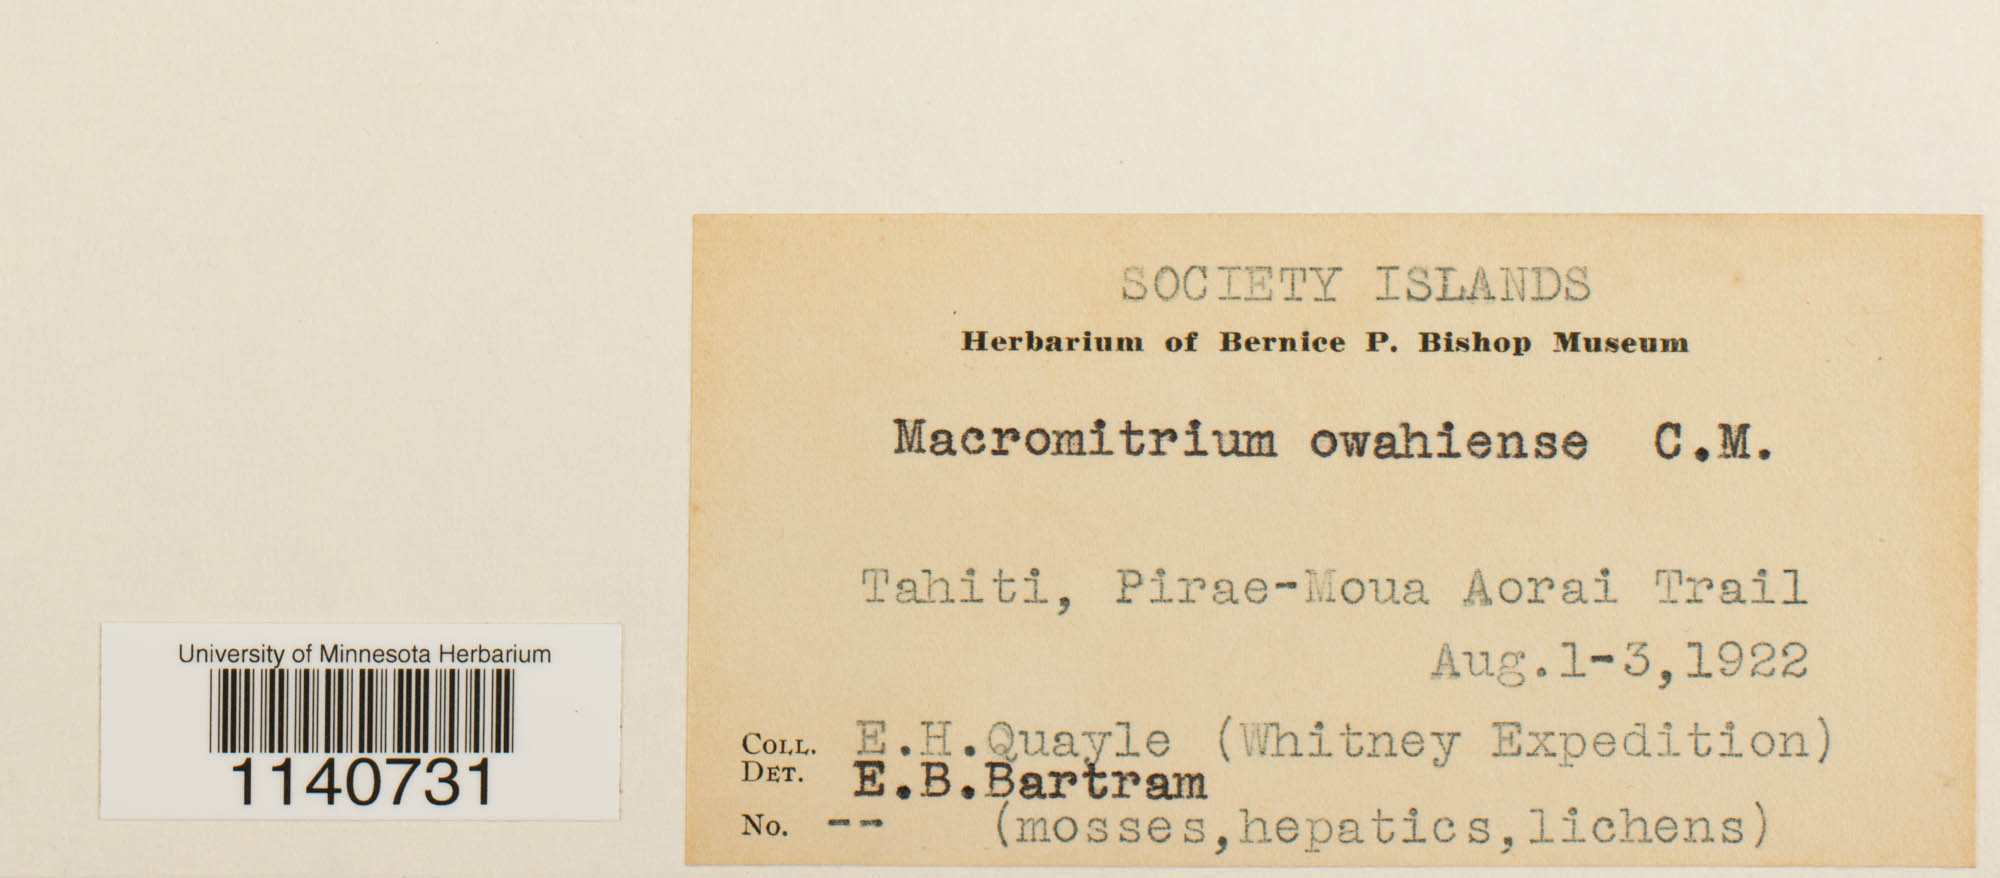 SOCIETY ISLANDS
Herbarium of Bernice P. Bishop Museum
Macromitrium owahiense C.M.
Tahiti, Pirae-Moua Aorai Trail
Aug.1-3,1922
COLL. E.H.Quayle (Whitney Expedition)
DET. E.B.Bartram
No. -- (mosses,hepatics,lichens)
University of Minnesota Herbarium
1140731